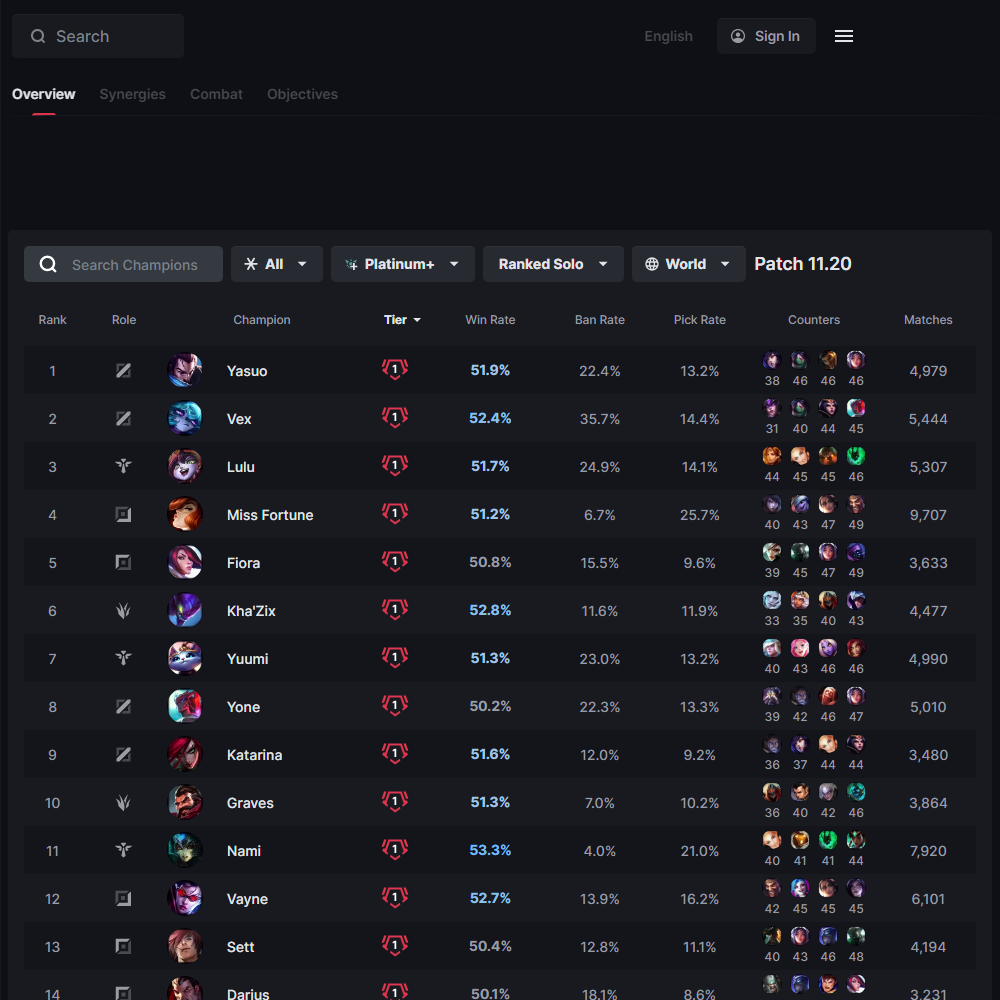 Search English Sign In
Overview Synergies Combat Objectives
Search Champions All Platinum+ Ranked Solo World Patch 11.20
Rank Role Champion Tier Win Rate Ban Rate Pick Rate Counters Matches
1 Yasuo 1 51.9% 22.4% 13.2% 38 46 46 46 4,979
2 Vex 1 52.4% 35.7% 14.4% 31 40 44 45 5,444
3 Lulu 1 51.7% 24.9% 14.1% 44 45 45 46 5,307
4 Miss Fortune 1 51.2% 6.7% 25.7% 40 43 47 49 9,707
5 Fiora 1 50.8% 15.5% 9.6% 39 45 47 49 3,633
6 Kha'Zix 1 52.8% 11.6% 11.9% 33 35 40 43 4,477
7 Yuumi 1 51.3% 23.0% 13.2% 40 43 46 46 4,990
8 Yone 1 50.2% 22.3% 13.3% 39 42 46 47 5,010
9 Katarina 1 51.6% 12.0% 9.2% 36 37 44 44 3,480
10 Graves 1 51.3% 7.0% 10.2% 36 40 42 46 3,864
11 Nami 1 53.3% 4.0% 21.0% 40 41 41 44 7,920
12 Vayne 1 52.7% 13.9% 16.2% 42 45 45 45 6,101
13 Sett 1 50.4% 12.8% 11.1% 40 43 46 48 4,194
14 Darius 1 50.1% 18.1% 8.6% 3,231